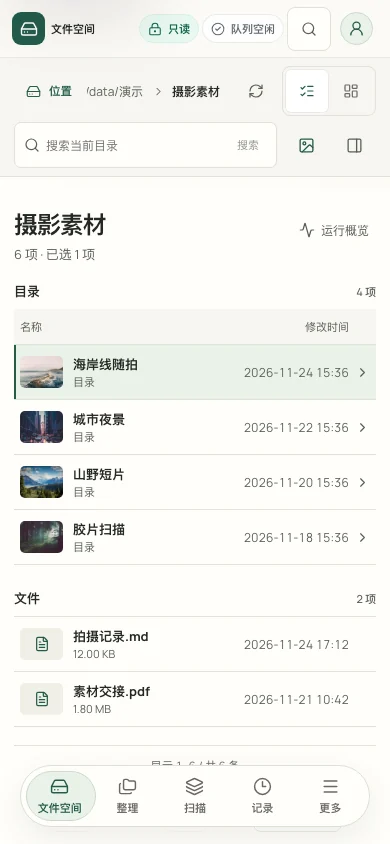 文件空间 只读 队列空闲
位置 /data/演示 摄影素材
搜索当前目录 搜索
摄影素材
运行概览
6 项 · 已选 1 项
目录 4 项
名称 修改时间
海岸线随拍
目录
2026-11-24 15:36
城市夜景
目录
2026-11-22 15:36
山野短片
目录
2026-11-20 15:36
胶片扫描
目录
2026-11-18 15:36
文件 2 项
拍摄记录.md
12.00 KB
2026-11-24 17:12
素材交接.pdf
1.80 MB
2026-11-21 10:42
文件空间 整理 扫描 记录 更多